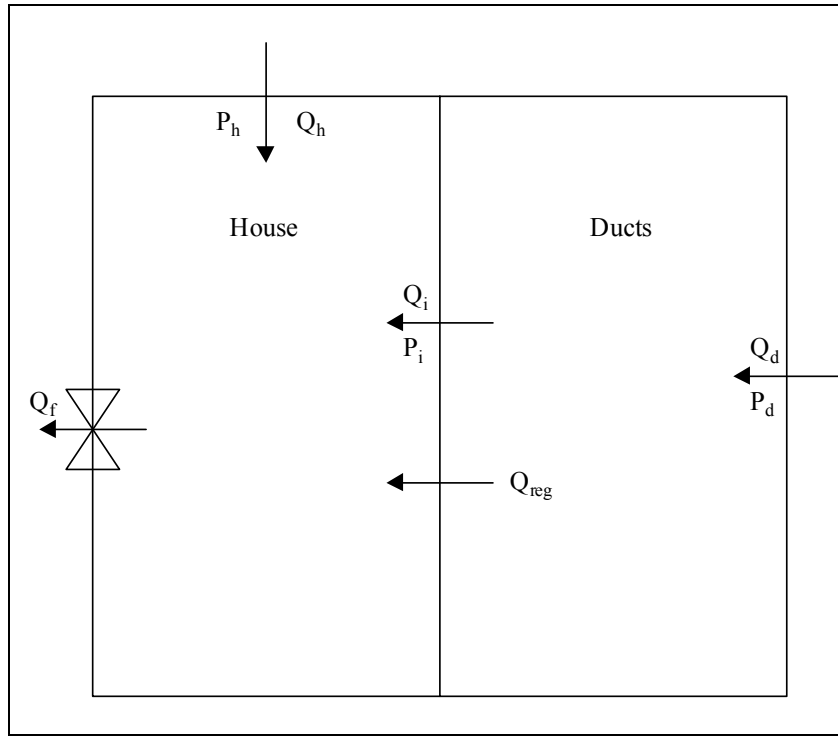 P_h Q_h
House Ducts
Q_i
P_i
Q_d
P_d
Q_f
Q_reg